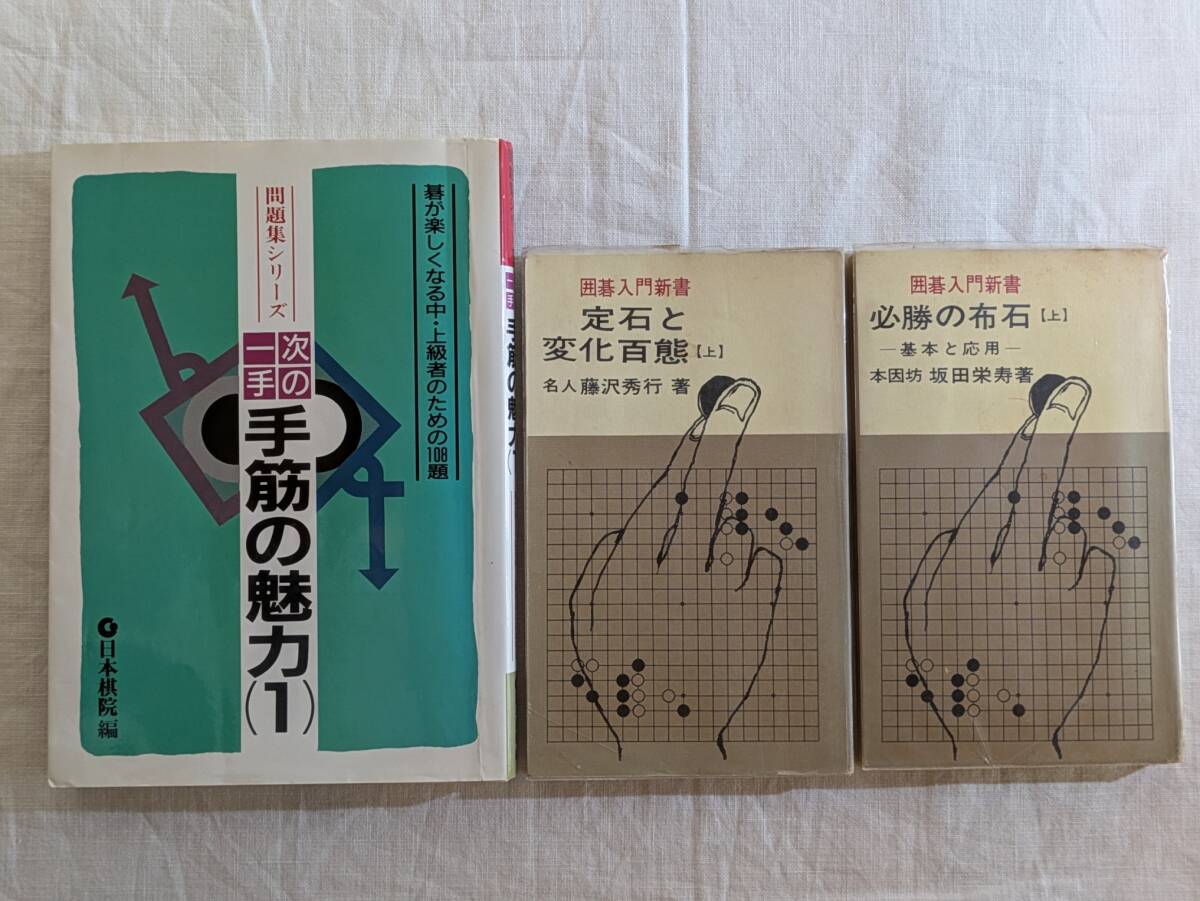 碁が楽しくなる中・上級者のための108題
問題集シリーズ
次の
一手
手筋の魅力(1)
日本棋院 編
一手
手筋の魅力(
囲碁入門新書
定石と
変化百態【上】
名人 藤沢秀行 著
囲碁入門新書
必勝の布石【上】
―基本と応用―
本因坊 坂田栄寿著